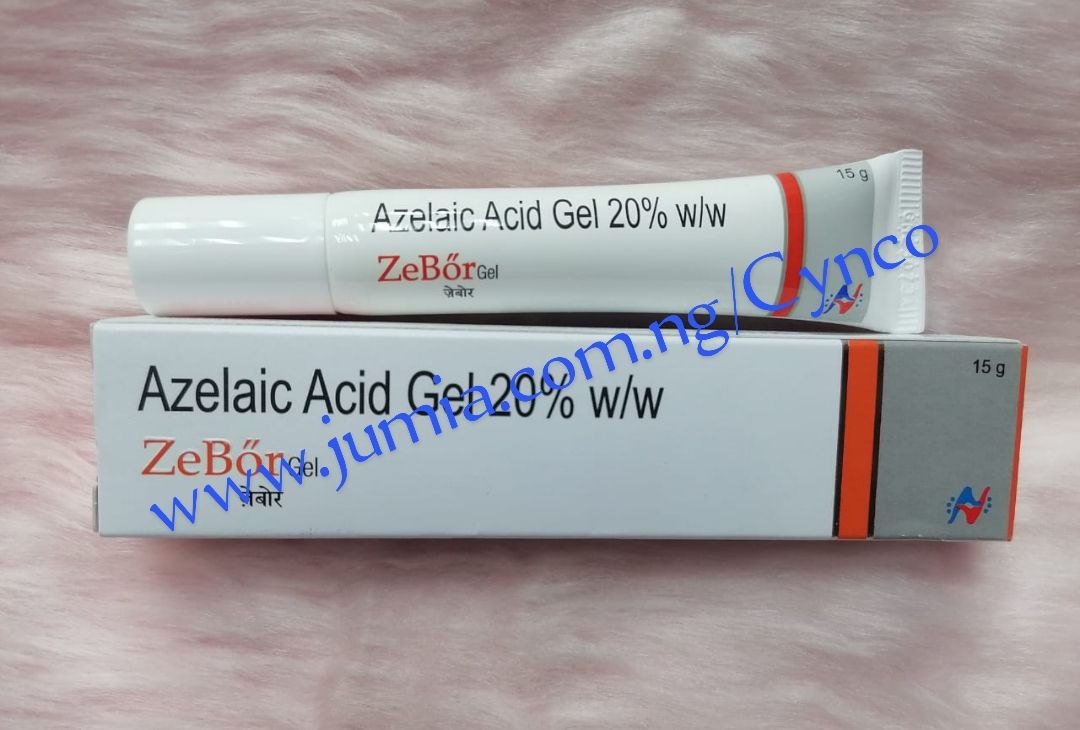 15 g
Azelaic Acid Gel 20% w/w
ZeBőr Gel
ज़ेबोर
Azelaic Acid Gel 20% w/w
15 g
ZeBőr Gel
ज़ेबोर
www.jumia.com.ng/Cynco